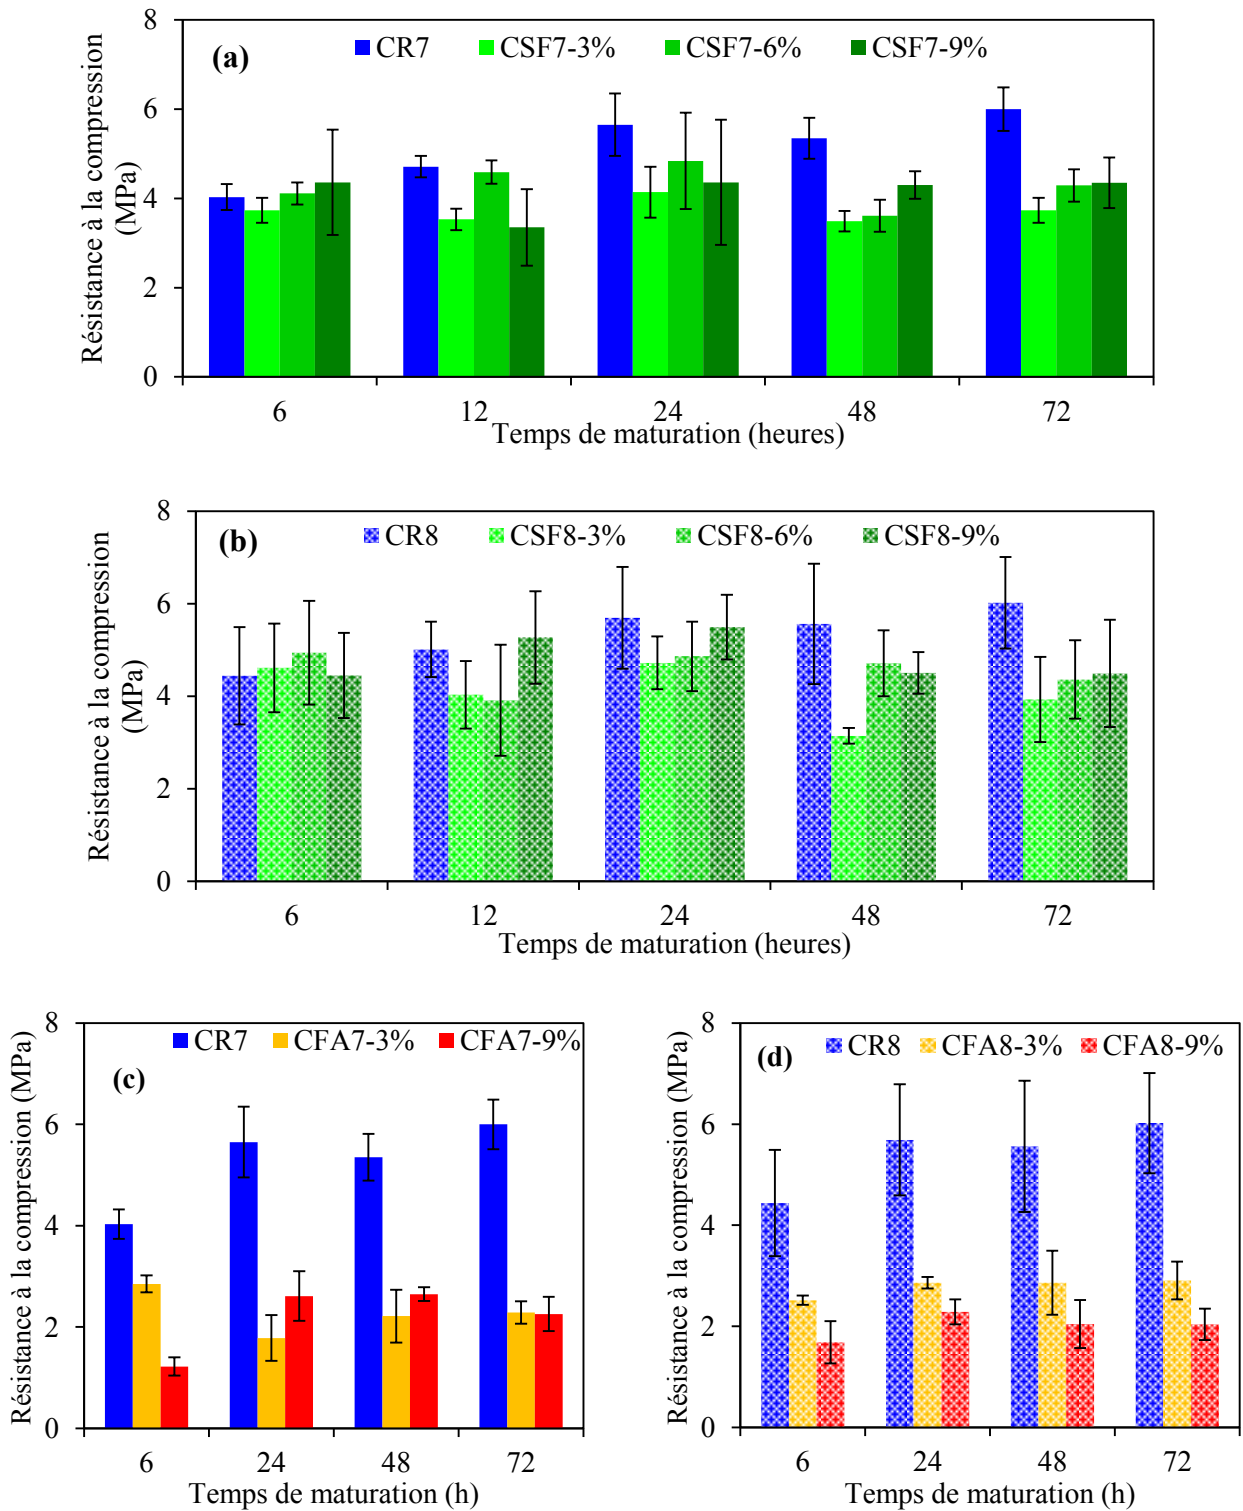 (a)
CR7 CSF7-3% CSF7-6% CSF7-9%
Résistance à la compression
(MPa)
8
6
4
2
0
6 12 24 48 72
Temps de maturation (heures)
(b)
CR8 CSF8-3% CSF8-6% CSF8-9%
Résistance à la compression
(MPa)
8
6
4
2
0
6 12 24 48 72
Temps de maturation (heures)
(c)
CR7 CFA7-3% CFA7-9%
Résistance à la compression (MPa)
8
6
4
2
0
6 24 48 72
Temps de maturation (h)
(d)
CR8 CFA8-3% CFA8-9%
Résistance à la compression (MPa)
8
6
4
2
0
6 24 48 72
Temps de maturation (h)